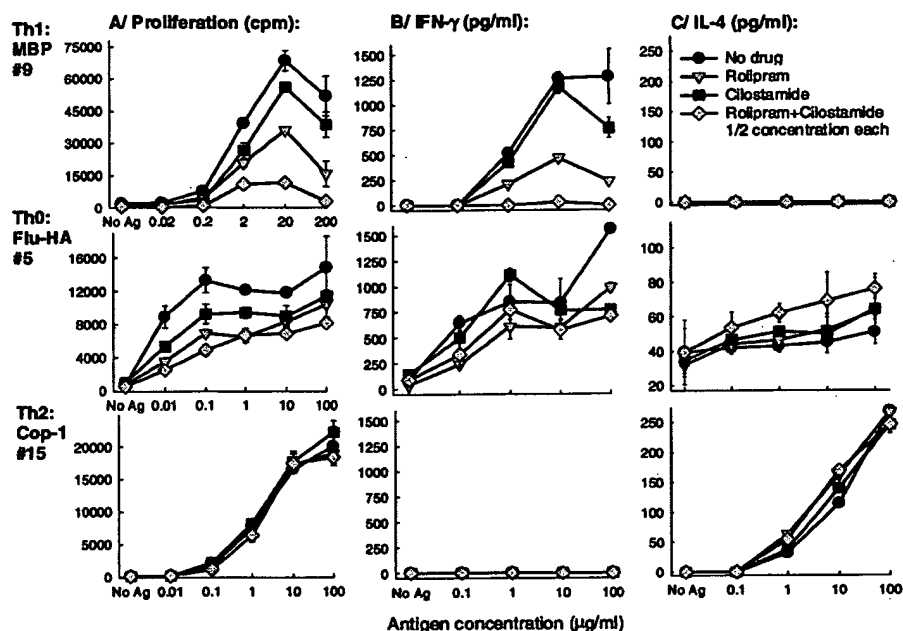 A/ Proliferation (cpm):
B/ IFN-γ (pg/ml)
C/ IL-4 (pg/ml):
Th1:
MBP
#9
75000
60000
45000
30000
15000
0
No Ag 0.02 0.2 2 20 200
1500
1250
1000
750
500
250
0
250
200
150
100
50
0
No drug
Rolipram
Cilostamide
Rolipram+Cilostamide
1/2 concentration each
Th0:
Flu-HA
#5
20000
16000
12000
8000
4000
0
No Ag 0.01 0.1 1 10 100
1500
1250
1000
750
500
250
0
100
80
60
40
20
Th2:
Cop-1
#15
20000
15000
10000
5000
0
No Ag 0.01 0.1 1 10 100
1500
1250
1000
750
500
250
0
No Ag 0.1 1 10 100
250
200
150
100
50
0
No Ag 0.1 1 10 100
Antigen concentration (μg/ml)